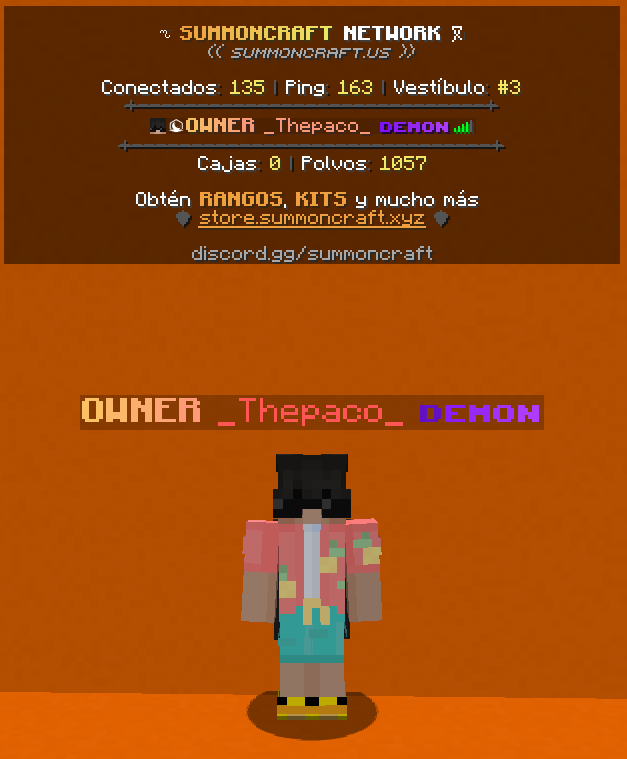 SUMMONCRAFT NETWORK
(( SUMMONCRAFT.US ))
Conectados: 135 | Ping: 163 | Vestíbulo: #3
OWNER _Thepaco_ DEMON
Cajas: 0 | Polvos: 1057
Obtén RANGOS, KITS y mucho más
store.summoncraft.xyz
discord.gg/summoncraft
OWNER _Thepaco_ DEMON